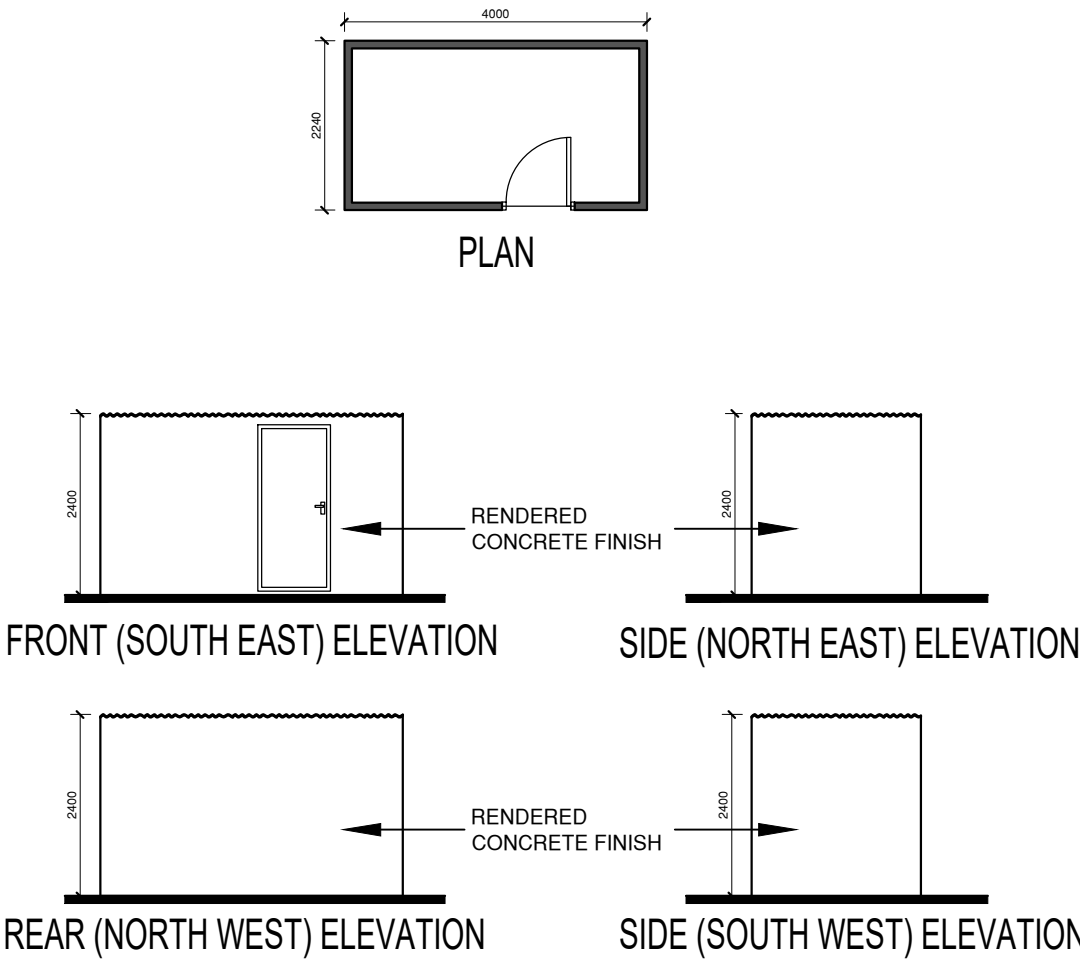 4000
2240
PLAN
2400
RENDERED
CONCRETE FINISH
2400
FRONT (SOUTH EAST) ELEVATION
SIDE (NORTH EAST) ELEVATION
2400
RENDERED
CONCRETE FINISH
2400
REAR (NORTH WEST) ELEVATION
SIDE (SOUTH WEST) ELEVATION